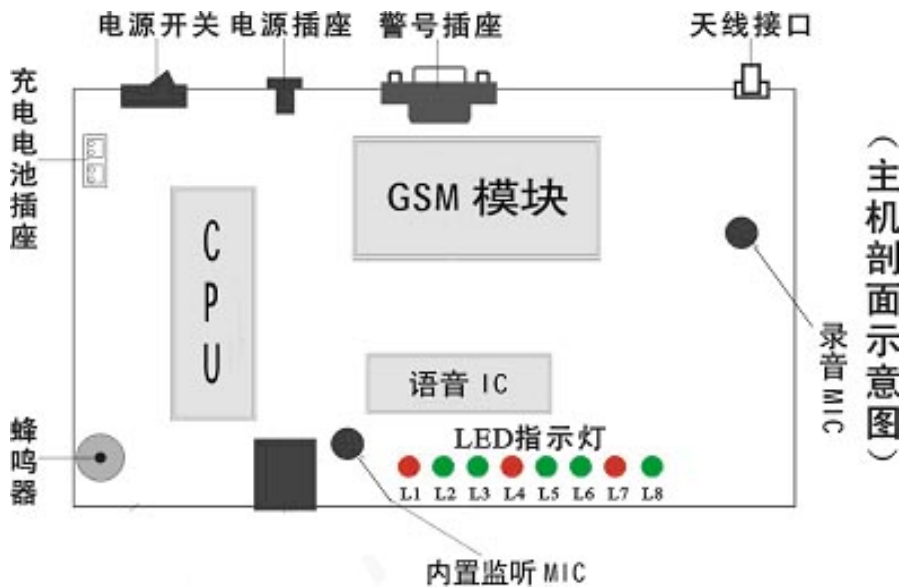 电源开关 电源插座 警号插座 天线接口
充电电池插座
GSM 模块
CPU
(主机剖面示意图)
录音MIC
语音 IC
蜂鸣器
LED指示灯
L1 L2 L3 L4 L5 L6 L7 L8
内置监听MIC